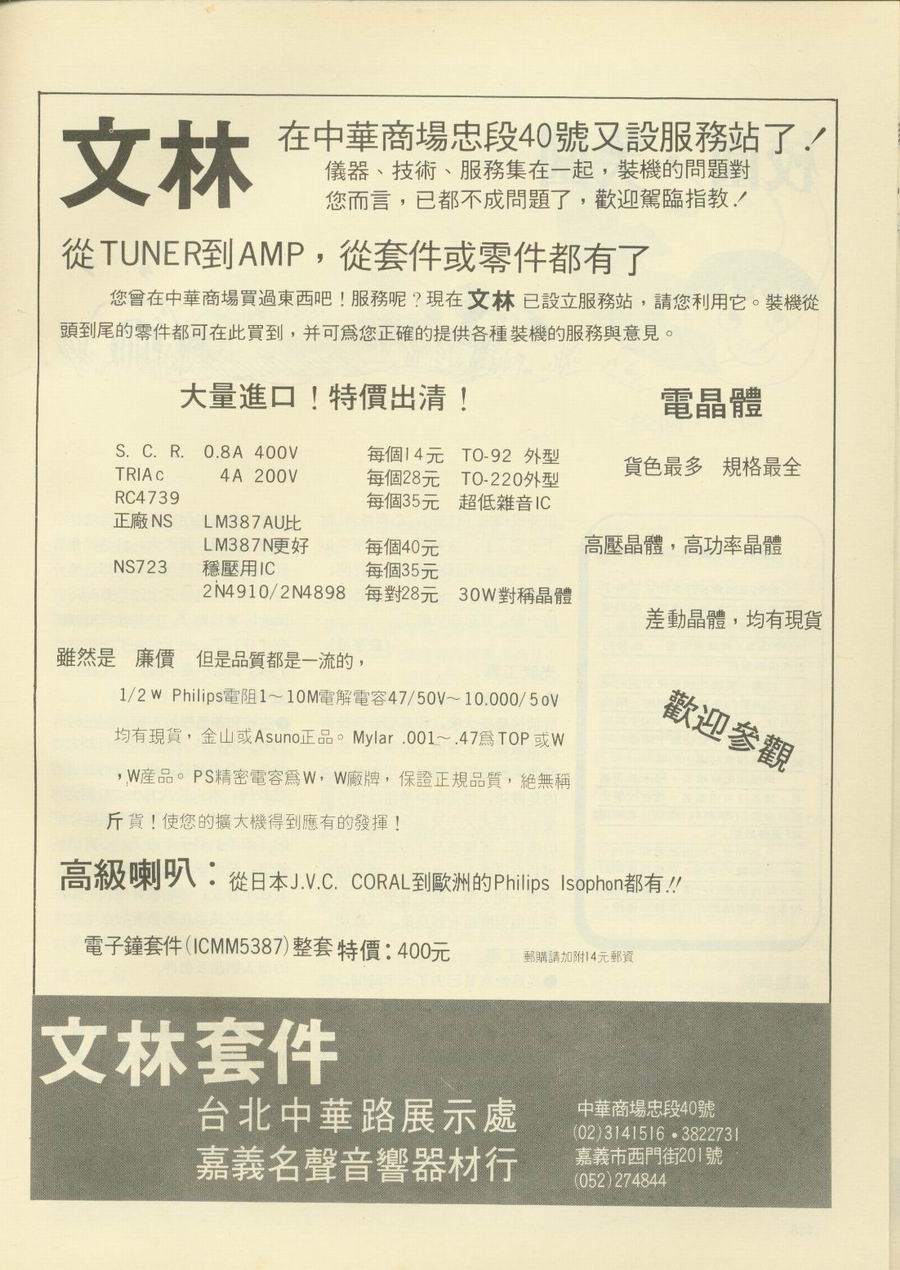 文林
在中華商場忠段40號又設服務站了！
儀器、技術、服務集在一起，裝機的問題對
您而言，已都不成問題了，歡迎駕臨指教！
從TUNER到AMP，從套件或零件都有了
您曾在中華商場買過東西吧！服務呢？現在 文林 已設立服務站，請您利用它。裝機從
頭到尾的零件都可在此買到，并可爲您正確的提供各種裝機的服務與意見。
大量進口！特價出清！
S. C. R. 0.8A 400V 每個14元 TO-92 外型
TRIAc 4A 200V 每個28元 TO-220外型
RC4739 每個35元 超低雜音IC
正廠NS LM387AU比
LM387N更好 每個40元
NS723 穩壓用IC 每個35元
2N4910/2N4898 每對28元 30W對稱晶體
電晶體
貨色最多 規格最全
高壓晶體，高功率晶體
差動晶體，均有現貨
雖然是 廉價 但是品質都是一流的，
1/2W Philips電阻1～10M電解電容47/50V～10.000/50V
均有現貨，金山或Asuno正品。Mylar .001～.47爲TOP或W
，W産品。PS精密電容爲W，W廠牌，保證正規品質，絕無稱
斤貨！使您的擴大機得到應有的發揮！
歡迎參觀
高級喇叭：從日本J.V.C. CORAL到歐洲的Philips Isophon都有!!
電子鐘套件(ICMM5387)整套特價：400元
郵購請加附14元郵資
文林套件
台北中華路展示處
嘉義名聲音響器材行
中華商場忠段40號
(02)3141516•3822731
嘉義市西門街201號
(052)274844